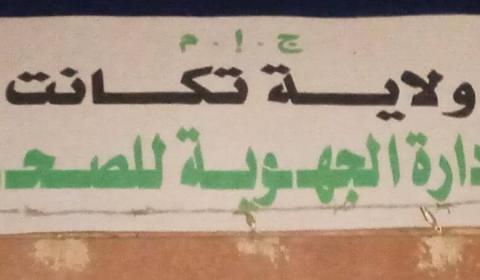 ج . إ . م
ولاية تكانت
دارة الجهوية للصح